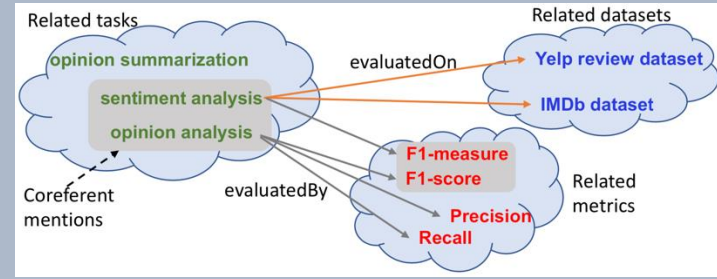 Related tasks
Related datasets
opinion summarization
evaluatedOn
Yelp review dataset
sentiment analysis
IMDb dataset
opinion analysis
F1-measure
F1-score
Coreferent
mentions
evaluatedBy
Related
metrics
Precision
Recall